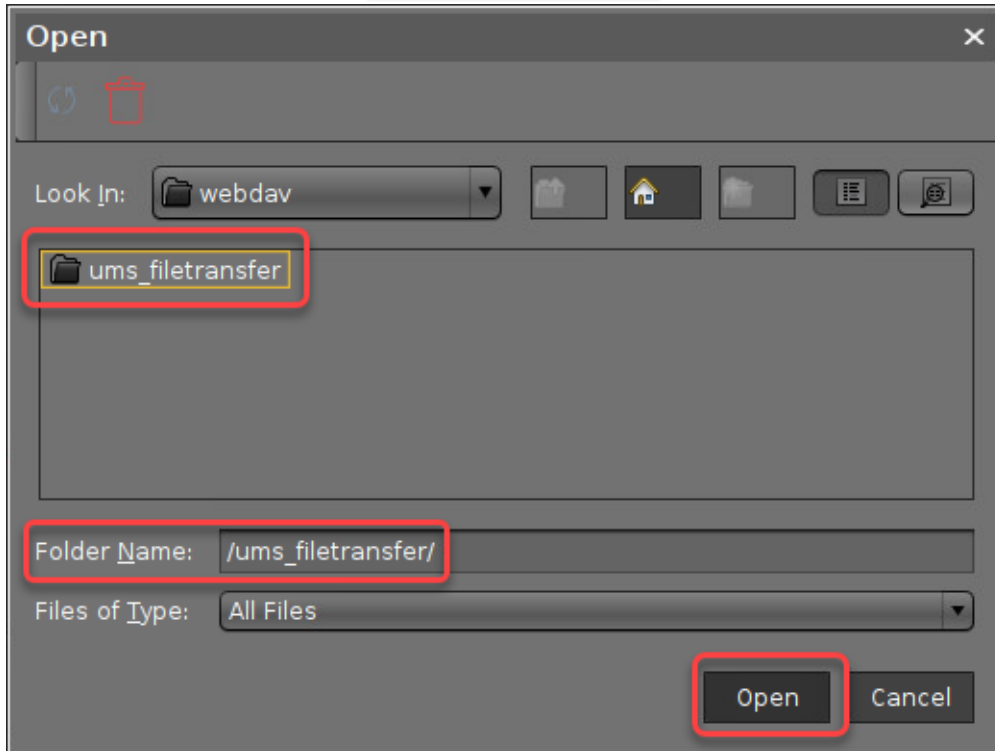 Open
Look In: webdav
ums_filetransfer
Folder Name: /ums_filetransfer/
Files of Type: All Files
Open Cancel